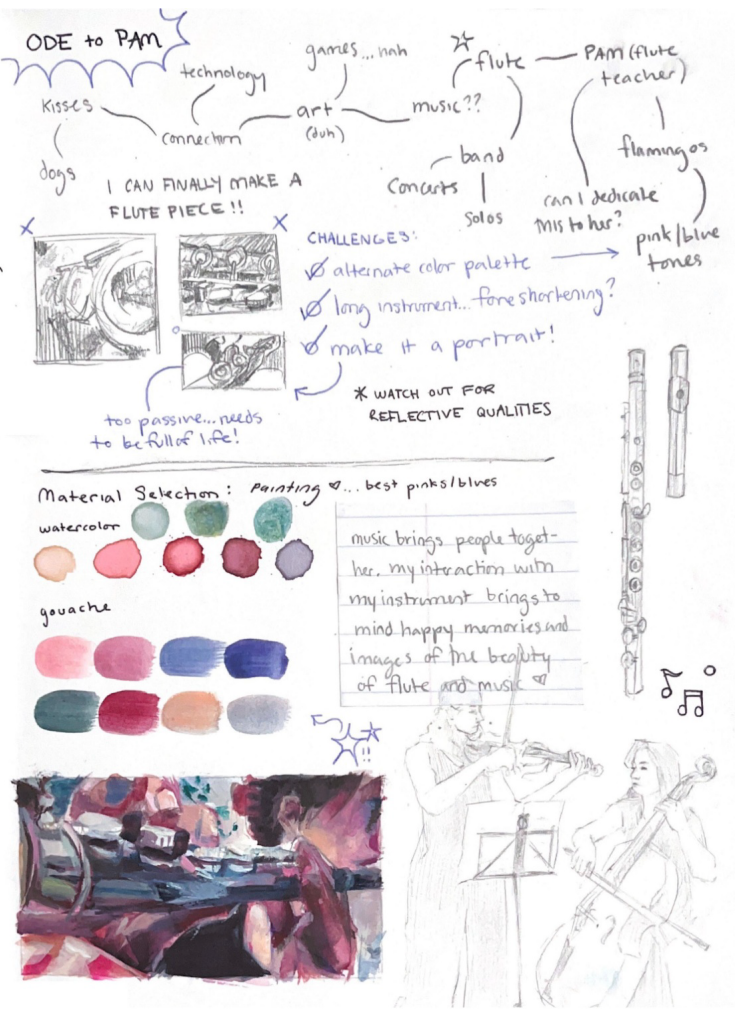 ODE to PAM
games...nah
flute
PAM (flute
teacher)
technology
Kisses
art
(duh)
music??
connection
dogs
band
flamingos
Concerts
solos
can I dedicate
this to her?
pink/blue
tones
I CAN FINALLY MAKE A
FLUTE PIECE!!
CHALLENGES:
alternate color palette
long instrument... foreshortening?
make it a portrait!
* WATCH OUT FOR
REFLECTIVE QUALITIES
too passive...needs
to be full of life!
Material Selection: Painting ♡... best pinks/blues
watercolor
gouache
music brings people toget-
her. my intraction with
my instrument brings to
mind happy memories and
images of the beauty
of flute and music ♡
!!